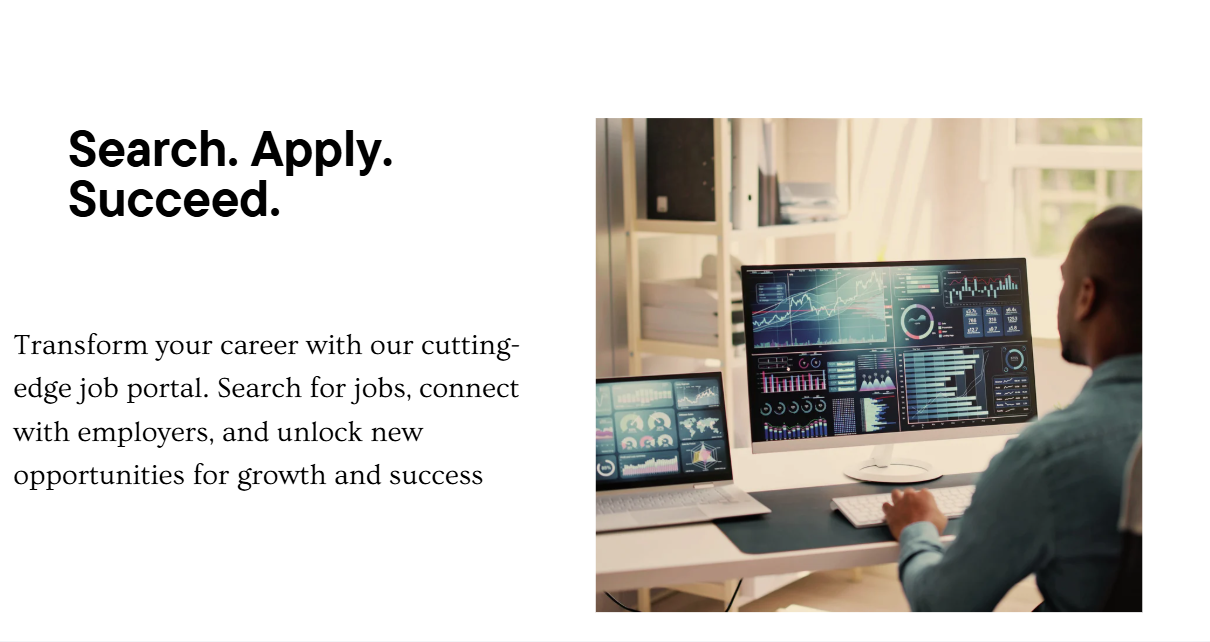 Search. Apply.
Succeed.
Transform your career with our cutting-
edge job portal. Search for jobs, connect
with employers, and unlock new
opportunities for growth and success